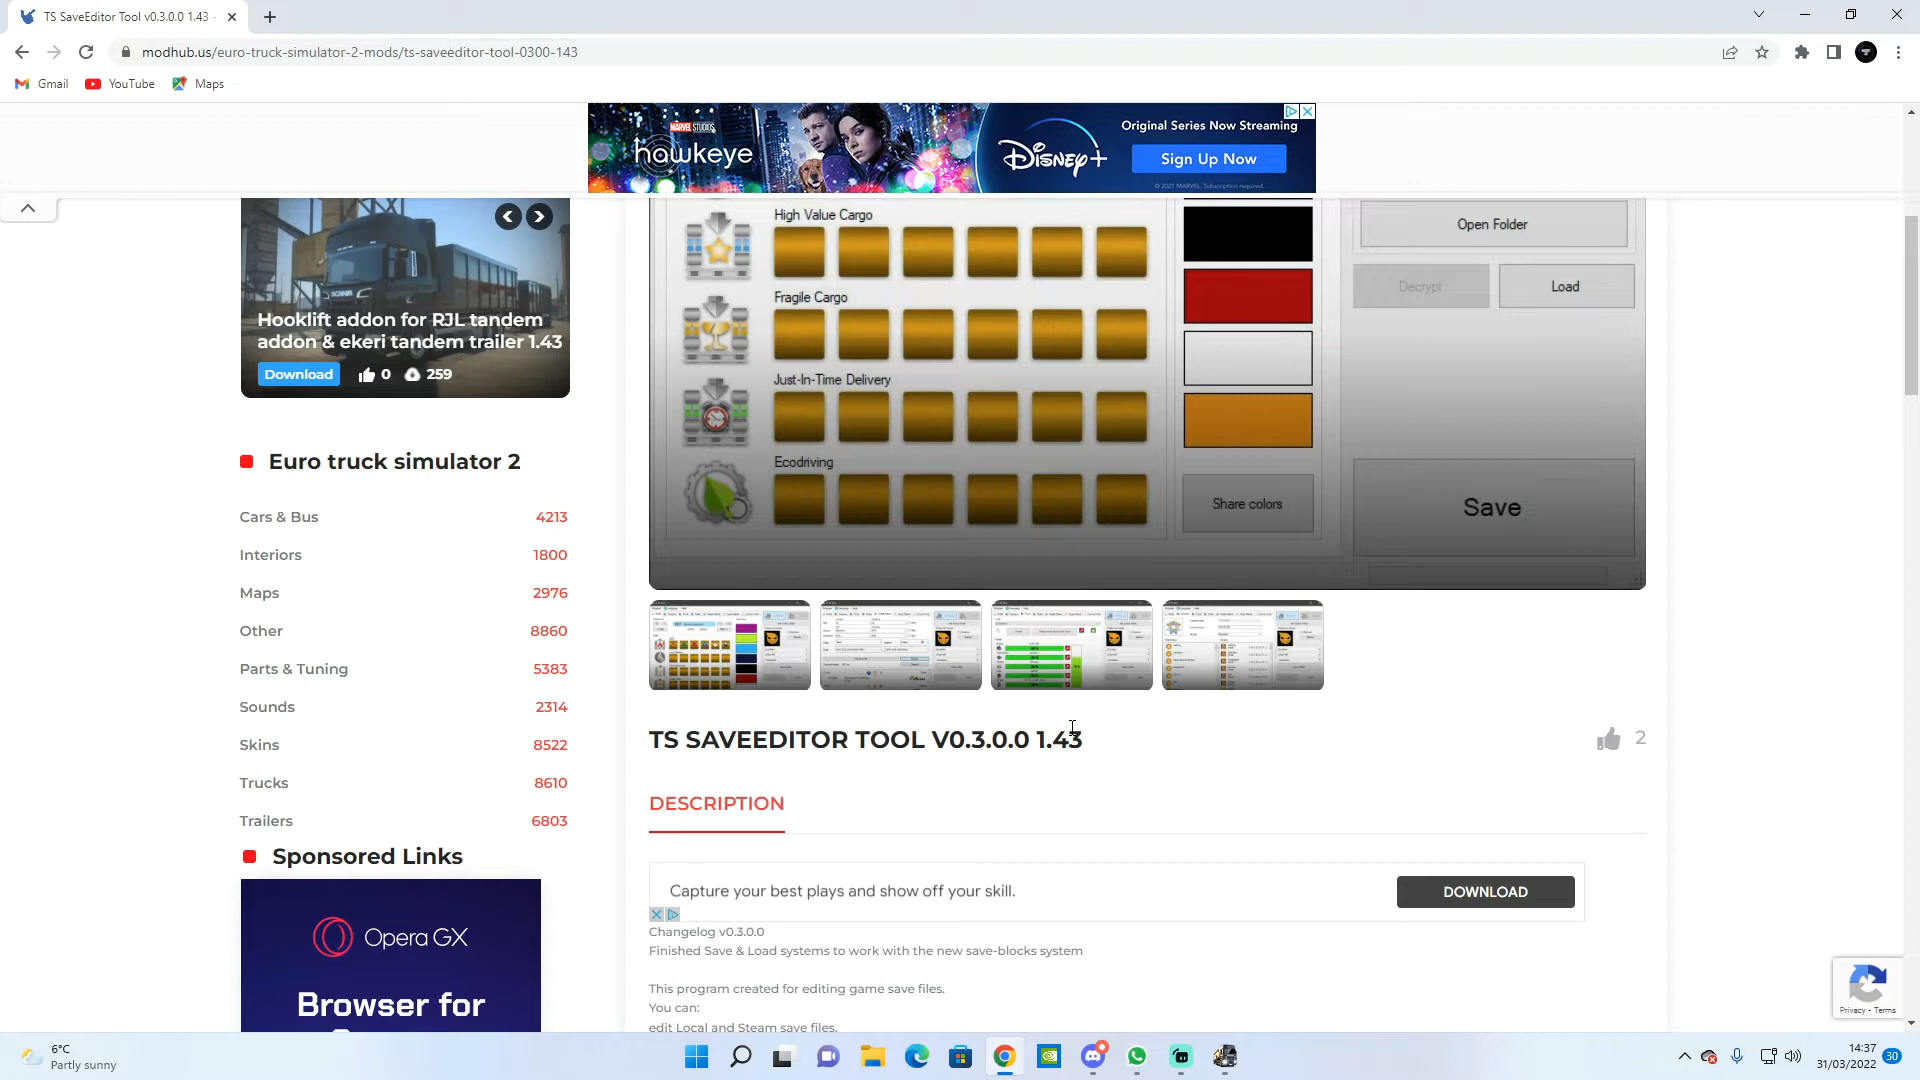 TS SaveEditor Tool v0.3.0.0 1.43
modhub.us/euro-truck-simulator-2-mods/ts-saveeditor-tool-0300-143
Gmail
YouTube
Maps
MARVEL STUDIOS
hawkeye
Disney+
Original Series Now Streaming
Sign Up Now
© 2021 MARVEL. Subscription required.
SCANIA
Hooklift addon for RJL tandem
addon & ekeri tandem trailer 1.43
Download
0
259
Euro truck simulator 2
Cars & Bus 4213
Interiors 1800
Maps 2976
Other 8860
Parts & Tuning 5383
Sounds 2314
Skins 8522
Trucks 8610
Trailers 6803
Sponsored Links
Opera GX
Browser for
High Value Cargo
Fragile Cargo
Just-In-Time Delivery
Ecodriving
Share colors
Open Folder
Decrypt
Load
Save
TS SAVEEDITOR TOOL V0.3.0.0 1.43
2
DESCRIPTION
Capture your best plays and show off your skill.
DOWNLOAD
Changelog v0.3.0.0
Finished Save & Load systems to work with the new save-blocks system
This program created for editing game save files.
You can:
edit Local and Steam save files.
Privacy - Terms
6°C
Partly sunny
14:37
31/03/2022
30